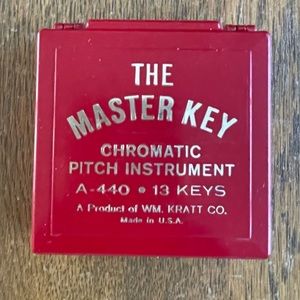 THE
MASTER KEY
CHROMATIC
PITCH INSTRUMENT
A-440 • 13 KEYS
A Product of WM. KRATT CO.
Made in U.S.A.